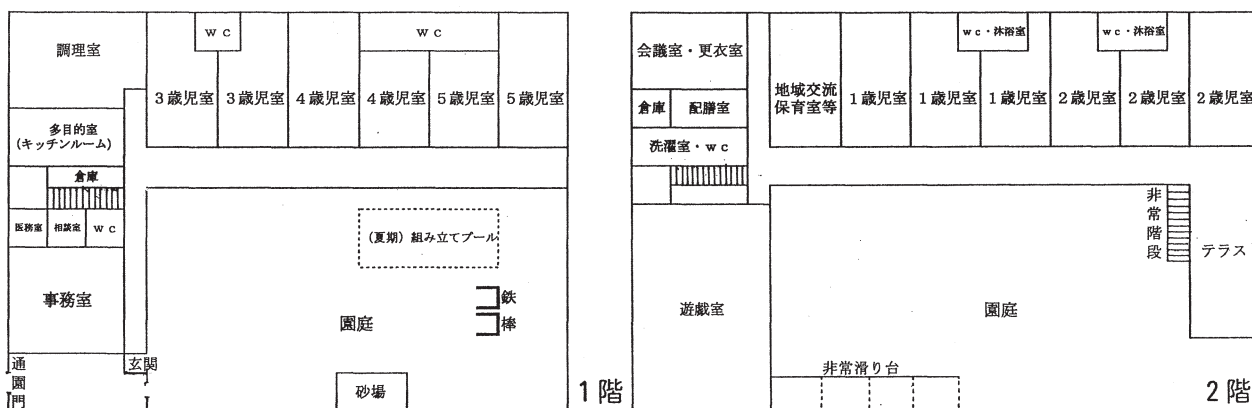 調理室
ｗｃ
ｗｃ
３歳児室
３歳児室
４歳児室
４歳児室
５歳児室
５歳児室
多目的室
(キッチンルーム)
倉庫
医務室
相談室
ｗｃ
事務室
(夏期) 組み立てプール
鉄
棒
園庭
通
園
門
玄関
砂場
1階
会議室・更衣室
ｗｃ・沐浴室
ｗｃ・沐浴室
倉庫
配膳室
地域交流
保育室等
１歳児室
１歳児室
１歳児室
２歳児室
２歳児室
２歳児室
洗濯室・ｗｃ
非
常
階
段
テラス
遊戯室
園庭
非常滑り台
2階